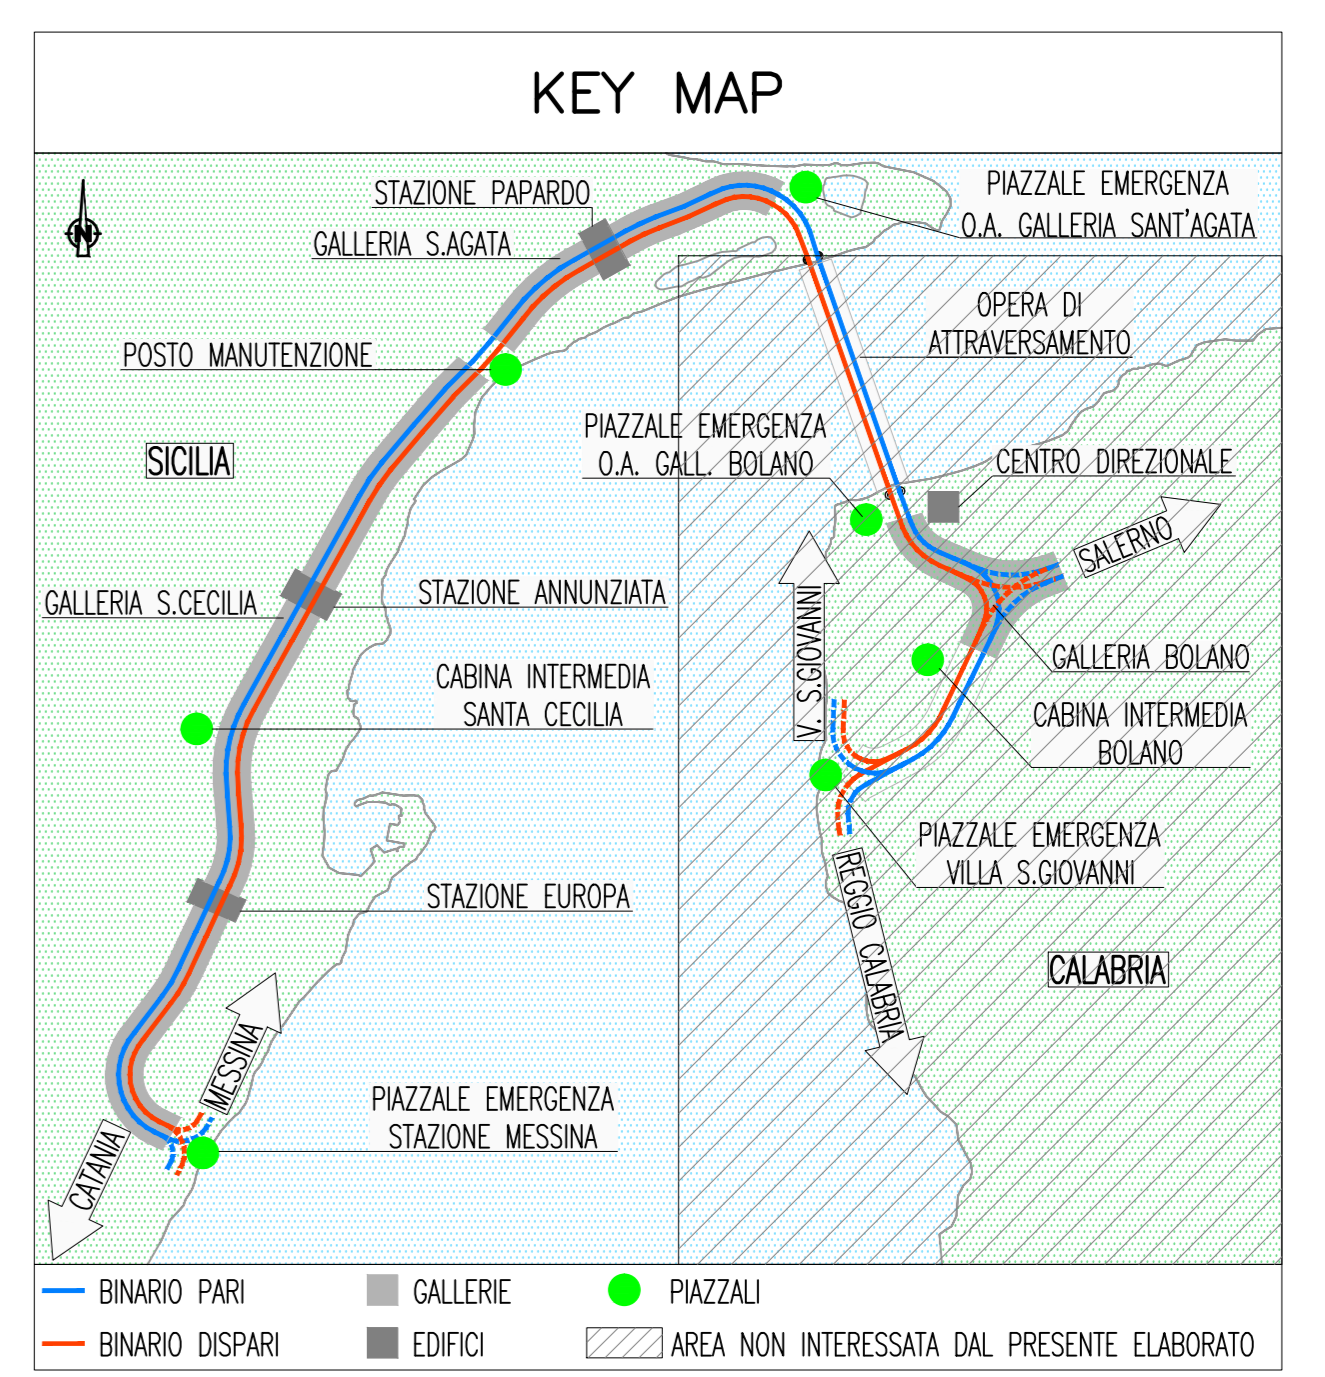 KEY MAP
STAZIONE PAPARDO
GALLERIA S.AGATA
PIAZZALE EMERGENZA
O.A. GALLERIA SANT'AGATA
N
OPERA DI
ATTRAVERSAMENTO
POSTO MANUTENZIONE
PIAZZALE EMERGENZA
O.A. GALL. BOLANO
SICILIA
CENTRO DIREZIONALE
SALERNO
GALLERIA S.CECILIA
STAZIONE ANNUNZIATA
V. S.GIOVANNI
GALLERIA BOLANO
CABINA INTERMEDIA
SANTA CECILIA
CABINA INTERMEDIA
BOLANO
PIAZZALE EMERGENZA
VILLA S.GIOVANNI
STAZIONE EUROPA
REGGIO CALABRIA
CALABRIA
MESSINA
PIAZZALE EMERGENZA
STAZIONE MESSINA
CATANIA
BINARIO PARI
GALLERIE
PIAZZALI
BINARIO DISPARI
EDIFICI
AREA NON INTERESSATA DAL PRESENTE ELABORATO